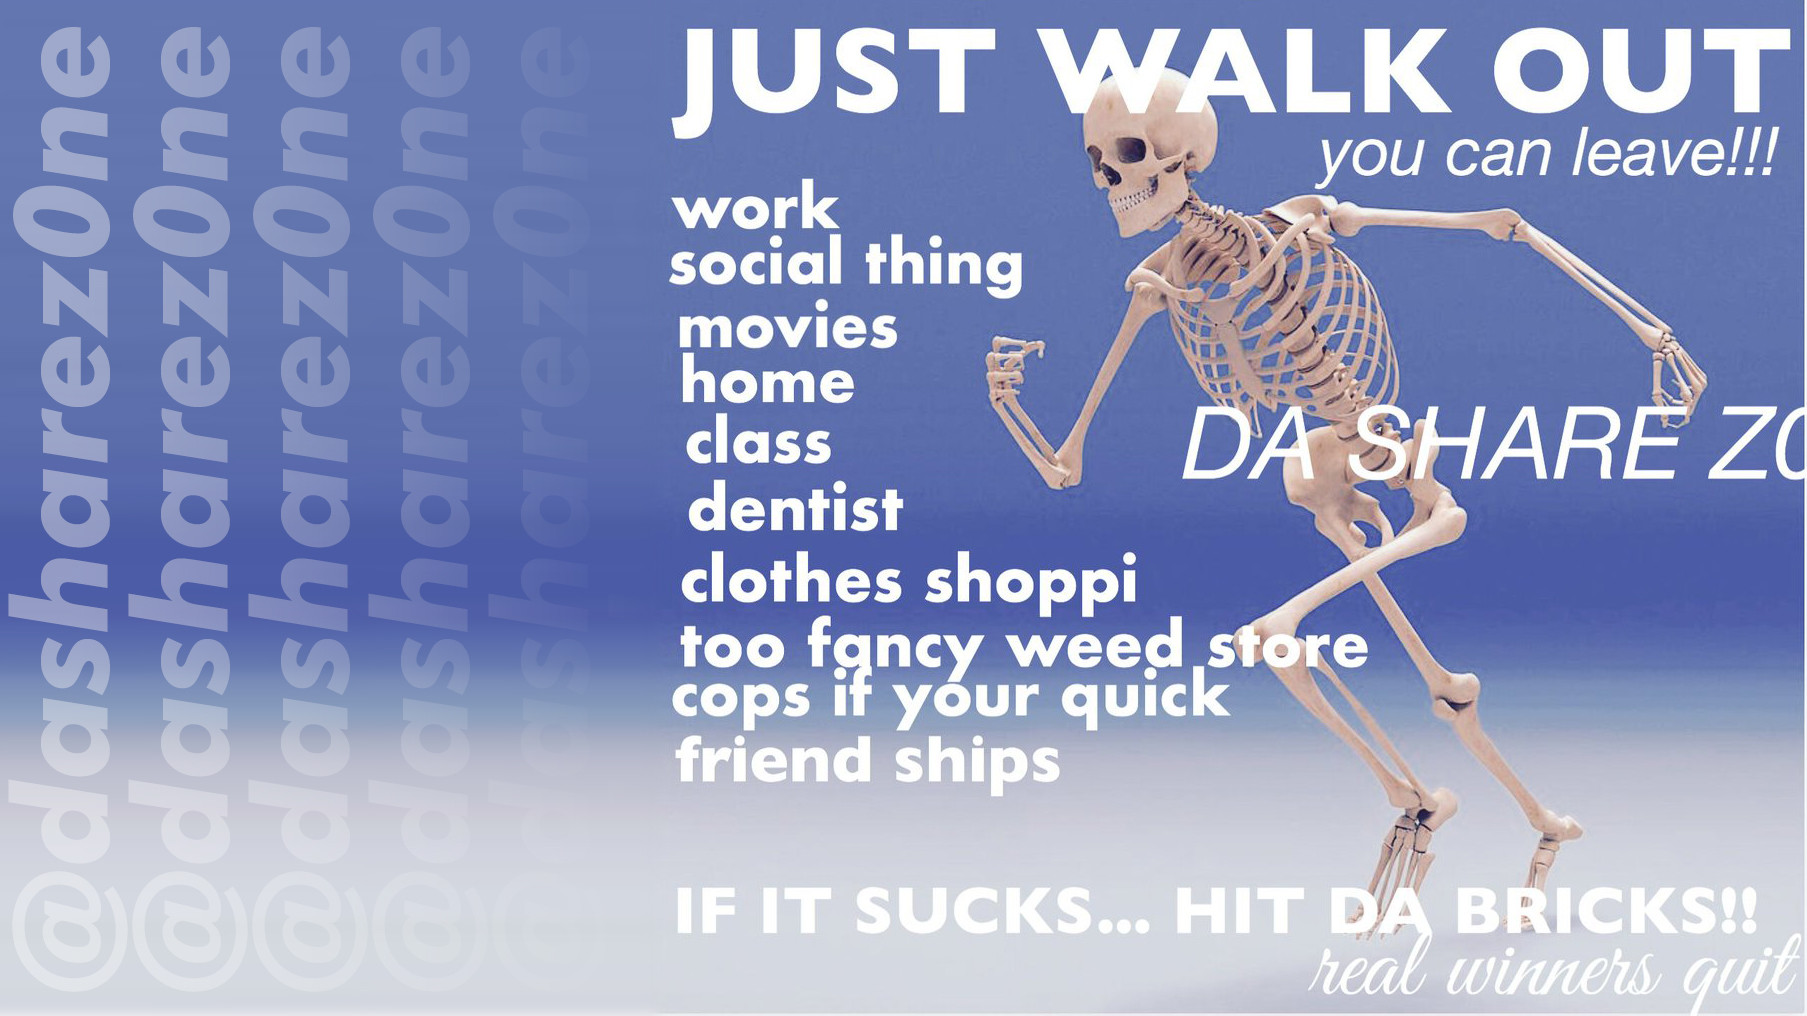 @dasharez0ne
@dasharez0ne
@dasharez0ne
@dasharez0ne
@dasharez0ne
JUST WALK OUT
you can leave!!!
work
social thing
movies
home
class
DA SHARE Z0
dentist
clothes shoppi
too fancy weed store
cops if your quick
friend ships
IF IT SUCKS... HIT DA BRICKS!!
real winners quit